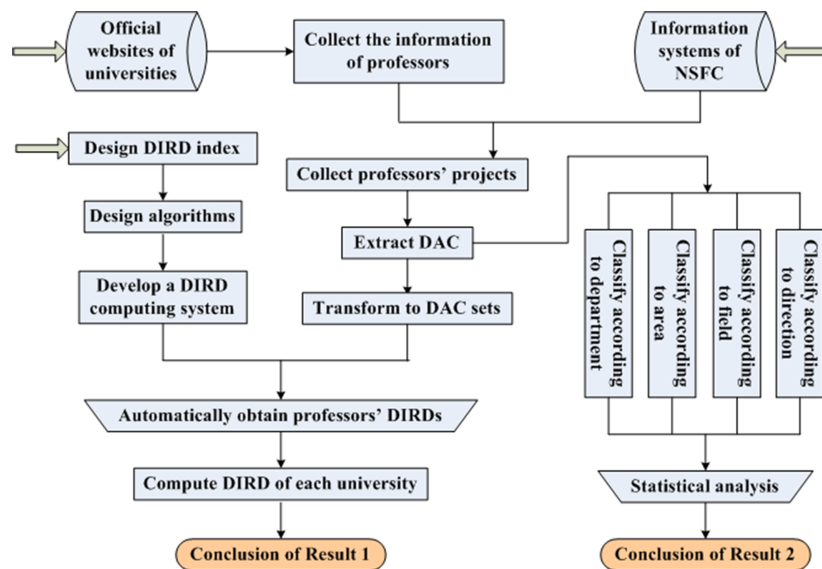 Official
websites of
universities
Collect the information
of professors
Information
systems of
NSFC
Design DIRD index
Collect professors' projects
Design algorithms
Extract DAC
Develop a DIRD
computing system
Transform to DAC sets
Classify according
to department
Classify according
to area
Classify according
to field
Classify according
to direction
Automatically obtain professors' DIRDs
Compute DIRD of each university
Statistical analysis
Conclusion of Result 1
Conclusion of Result 2